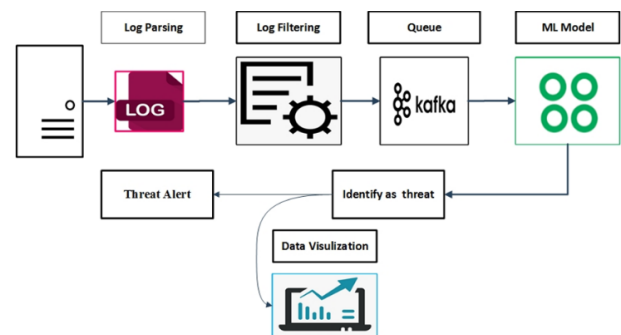 Log Parsing
Log Filtering
Queue
ML Model
LOG
kafka
Threat Alert
Identify as threat
Data Visulization